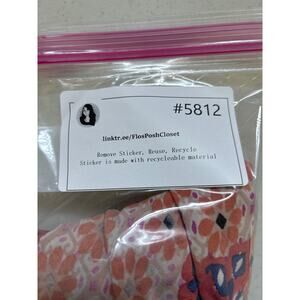 #5812
linktr.ee/FlosPoshCloset
Remove Sticker, Reuse, Recycle
Sticker is made with recycleable material